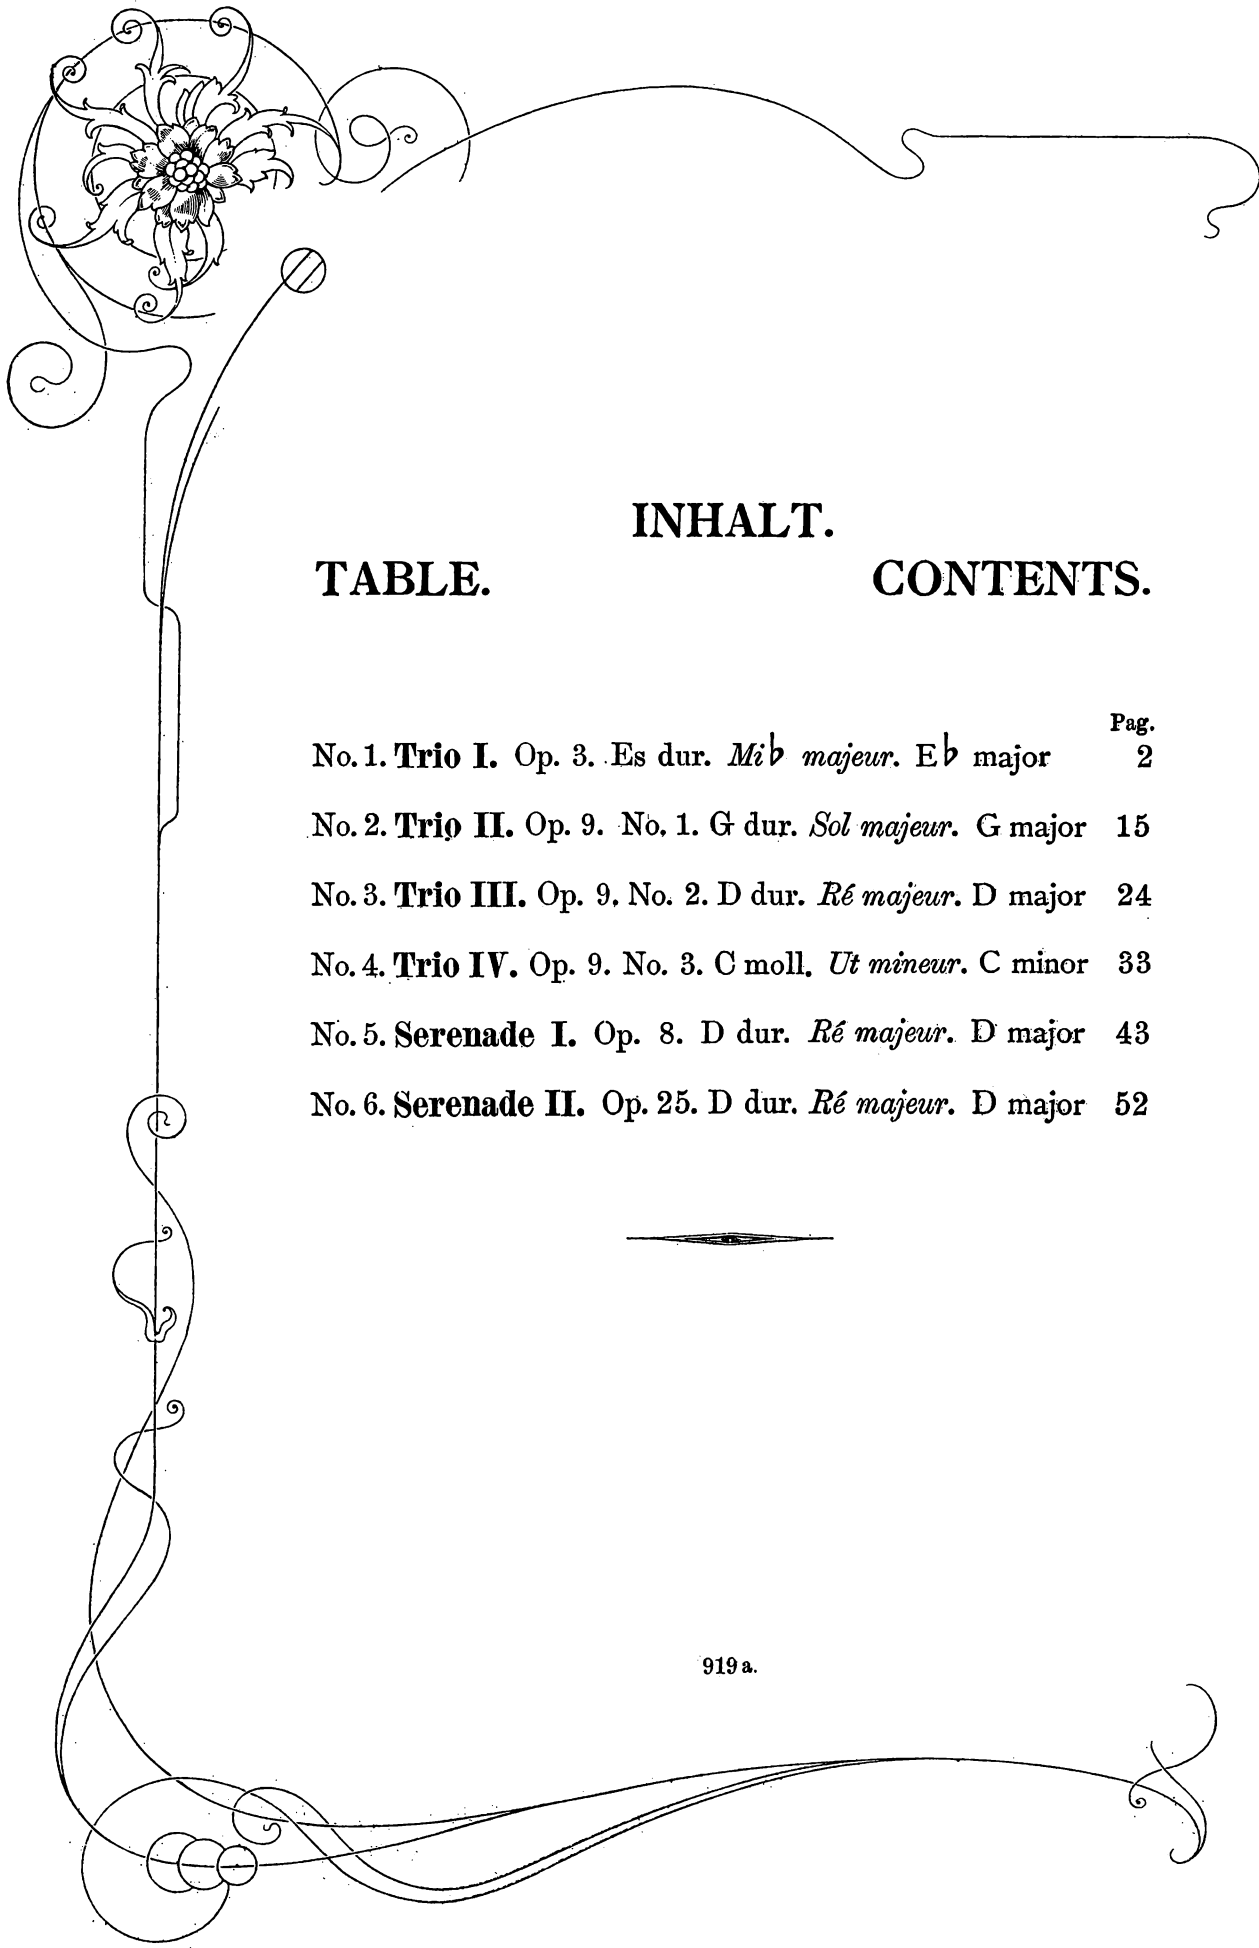 INHALT.
TABLE. CONTENTS.
Pag.
No. 1. Trio I. Op. 3. Es dur. Mi♭ majeur. E♭ major 2
No. 2. Trio II. Op. 9. No. 1. G dur. Sol majeur. G major 15
No. 3. Trio III. Op. 9. No. 2. D dur. Ré majeur. D major 24
No. 4. Trio IV. Op. 9. No. 3. C moll. Ut mineur. C minor 33
No. 5. Serenade I. Op. 8. D dur. Ré majeur. D major 43
No. 6. Serenade II. Op. 25. D dur. Ré majeur. D major 52
919 a.